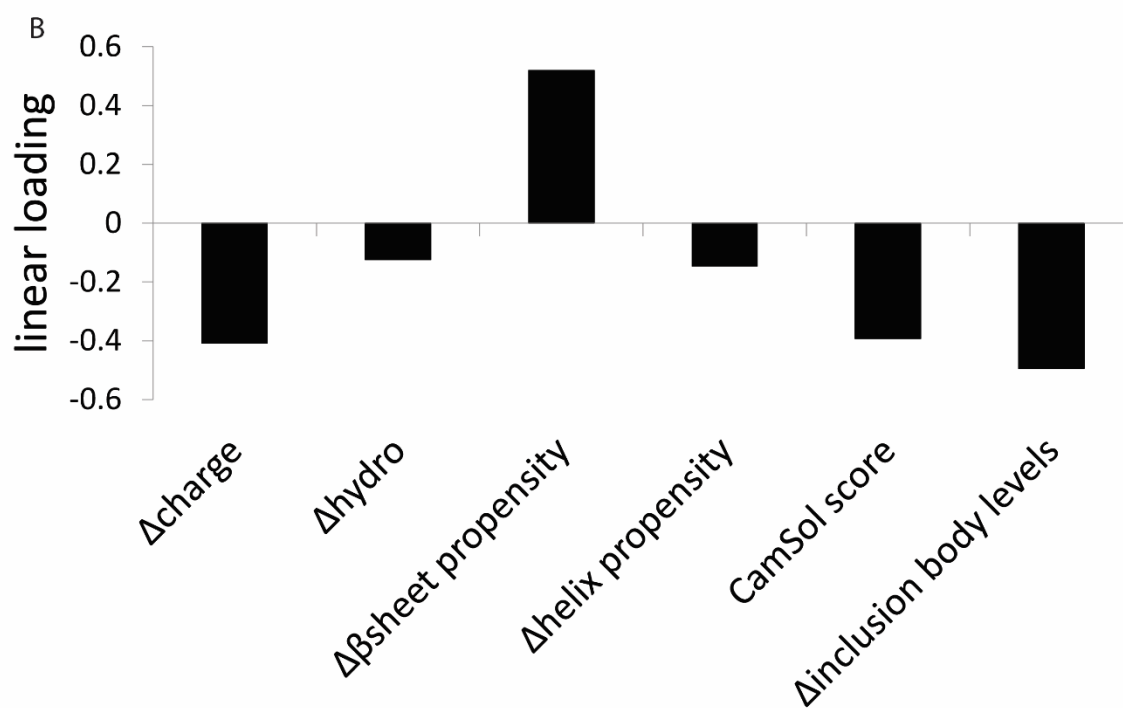 B
linear loading
0.6
0.4
0.2
0
-0.2
-0.4
-0.6
Δcharge
Δhydro
Δβsheet propensity
Δhelix propensity
CamSol score
Δinclusion body levels